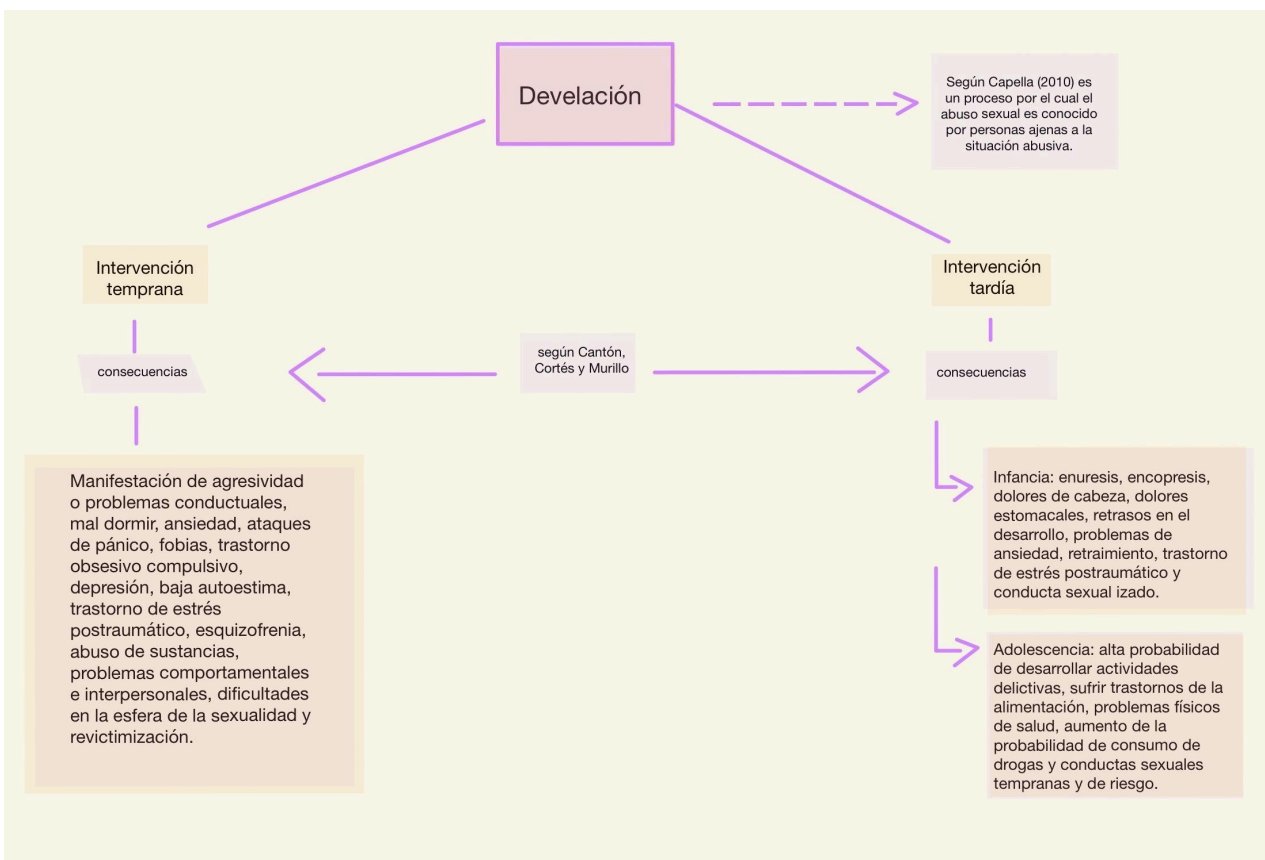 Develación
Según Capella (2010) es
un proceso por el cual el
abuso sexual es conocido
por personas ajenas a la
situación abusiva.
Intervención
temprana
Intervención
tardía
consecuencias
según Cantón,
Cortés y Murillo
consecuencias
Manifestación de agresividad
o problemas conductuales,
mal dormir, ansiedad, ataques
de pánico, fobias, trastorno
obsesivo compulsivo,
depresión, baja autoestima,
trastorno de estrés
postraumático, esquizofrenia,
abuso de sustancias,
problemas comportamentales
e interpersonales, dificultades
en la esfera de la sexualidad y
revictimización.
Infancia: enuresis, encopresis,
dolores de cabeza, dolores
estomacales, retrasos en el
desarrollo, problemas de
ansiedad, retraimiento, trastorno
de estrés postraumático y
conducta sexual izado.
Adolescencia: alta probabilidad
de desarrollar actividades
delictivas, sufrir trastornos de la
alimentación, problemas físicos
de salud, aumento de la
probabilidad de consumo de
drogas y conductas sexuales
tempranas y de riesgo.